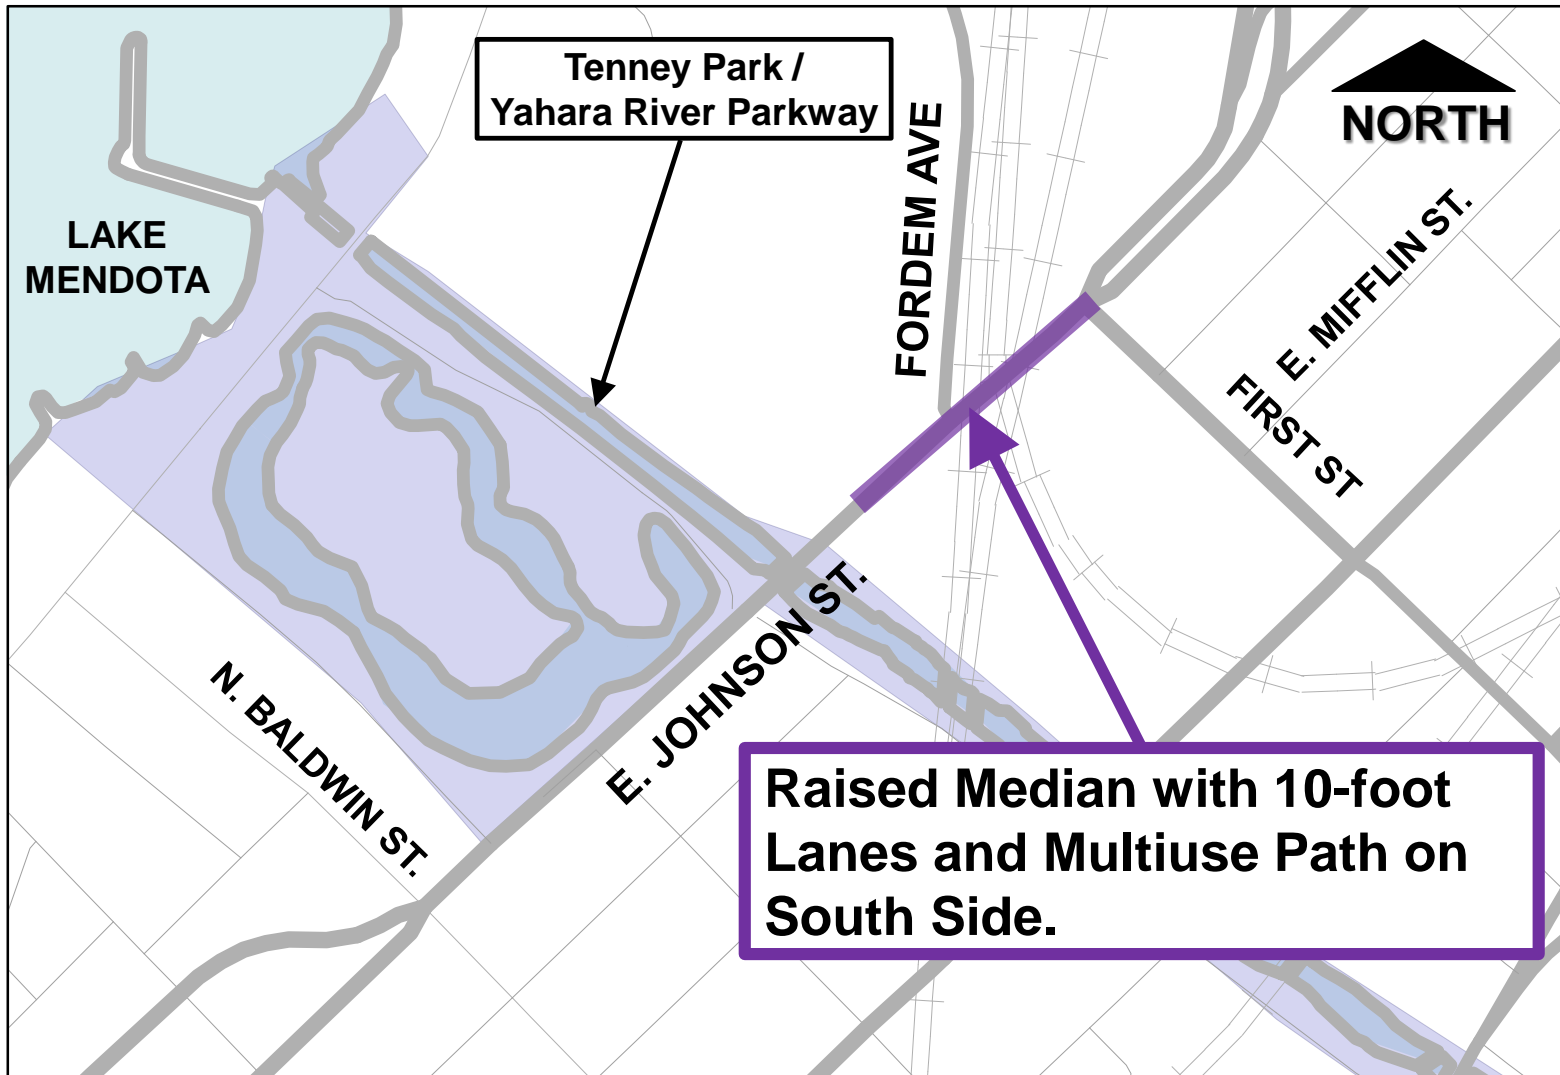 Tenney Park /
Yahara River Parkway
NORTH
FORDEM AVE
LAKE
MENDOTA
E. MIFFLIN ST.
FIRST ST
E. JOHNSON ST.
N. BALDWIN ST.
Raised Median with 10-foot
Lanes and Multiuse Path on
South Side.